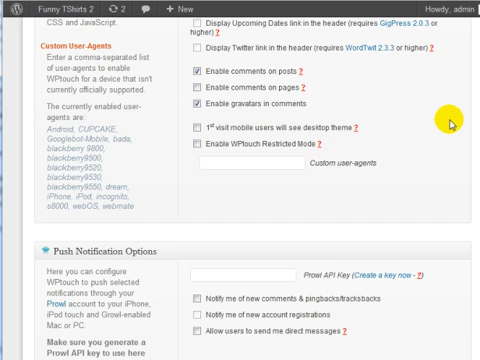 Funny TShirts 2 2 + New Howdy, admin
CSS and JavaScript.
Display Upcoming Dates link in the header (requires GigPress 2.0.3 or
higher) ?
Custom User-Agents
Enter a comma-separated list
of user-agents to enable
WPtouch for a device that isn't
currently officially supported.
The currently enabled user-
agents are:
Android, CUPCAKE,
Googlebot-Mobile, bada,
blackberry 9800,
blackberry9500,
blackberry9520,
blackberry9530,
blackberry9550, dream,
iPhone, iPod, incognito,
s8000, webOS, webmate
Display Twitter link in the header (requires WordTwit 2.3.3 or higher) ?
Enable comments on posts ?
Enable comments on pages ?
Enable gravatars in comments
1st visit mobile users will see desktop theme ?
Enable WPtouch Restricted Mode ?
Custom user-agents
Push Notification Options
Here you can configure
WPtouch to push selected
notifications through your
Prowl account to your iPhone,
iPod touch and Growl-enabled
Mac or PC.
Make sure you generate a
Prowl API key to use here
Prowl API Key (Create a key now - ?)
Notify me of new comments & pingbacks/tracksbacks
Notify me of new account registrations
Allow users to send me direct messages ?